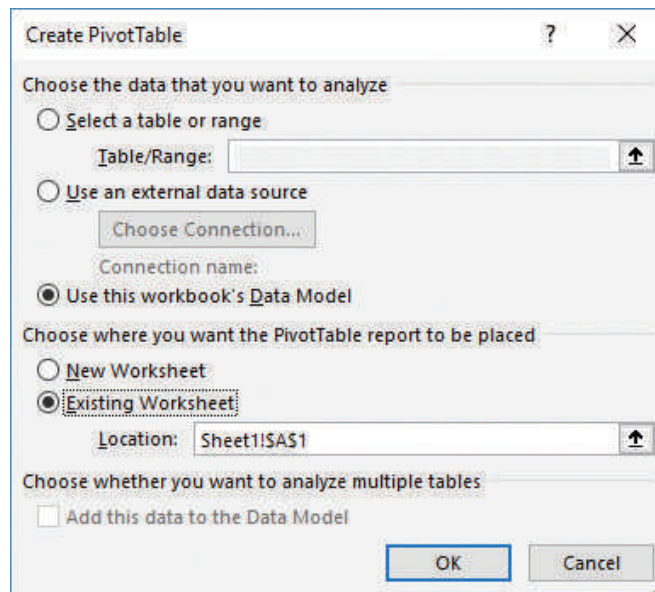 Create PivotTable ? X
Choose the data that you want to analyze
Select a table or range
Table/Range:
Use an external data source
Choose Connection...
Connection name:
Use this workbook's Data Model
Choose where you want the PivotTable report to be placed
New Worksheet
Existing Worksheet
Location: Sheet1!$A$1
Choose whether you want to analyze multiple tables
Add this data to the Data Model
OK Cancel